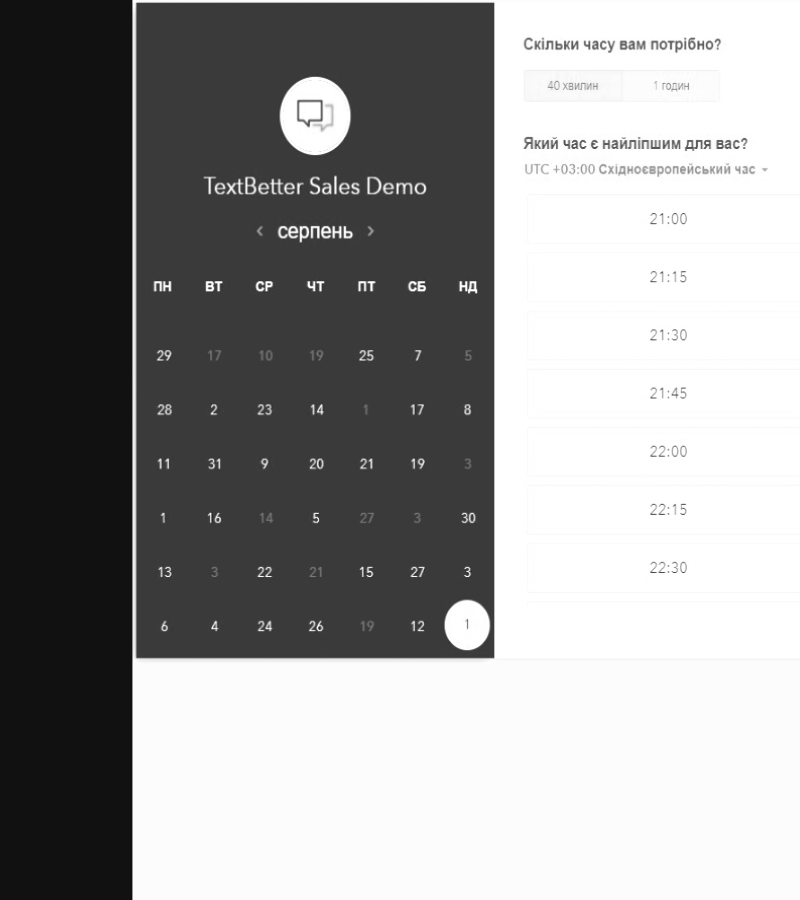 TextBetter Sales Demo
‹ серпень ›
ПН ВТ СР ЧТ ПТ СБ НД
29 17 10 19 25 7 5
28 2 23 14 1 17 8
11 31 9 20 21 19 3
1 16 14 5 27 3 30
13 3 22 21 15 27 3
6 4 24 26 19 12 1
Скільки часу вам потрібно?
40 хвилин 1 годин
Який час є найліпшим для вас?
UTC +03:00 Східноєвропейський час
21:00
21:15
21:30
21:45
22:00
22:15
22:30